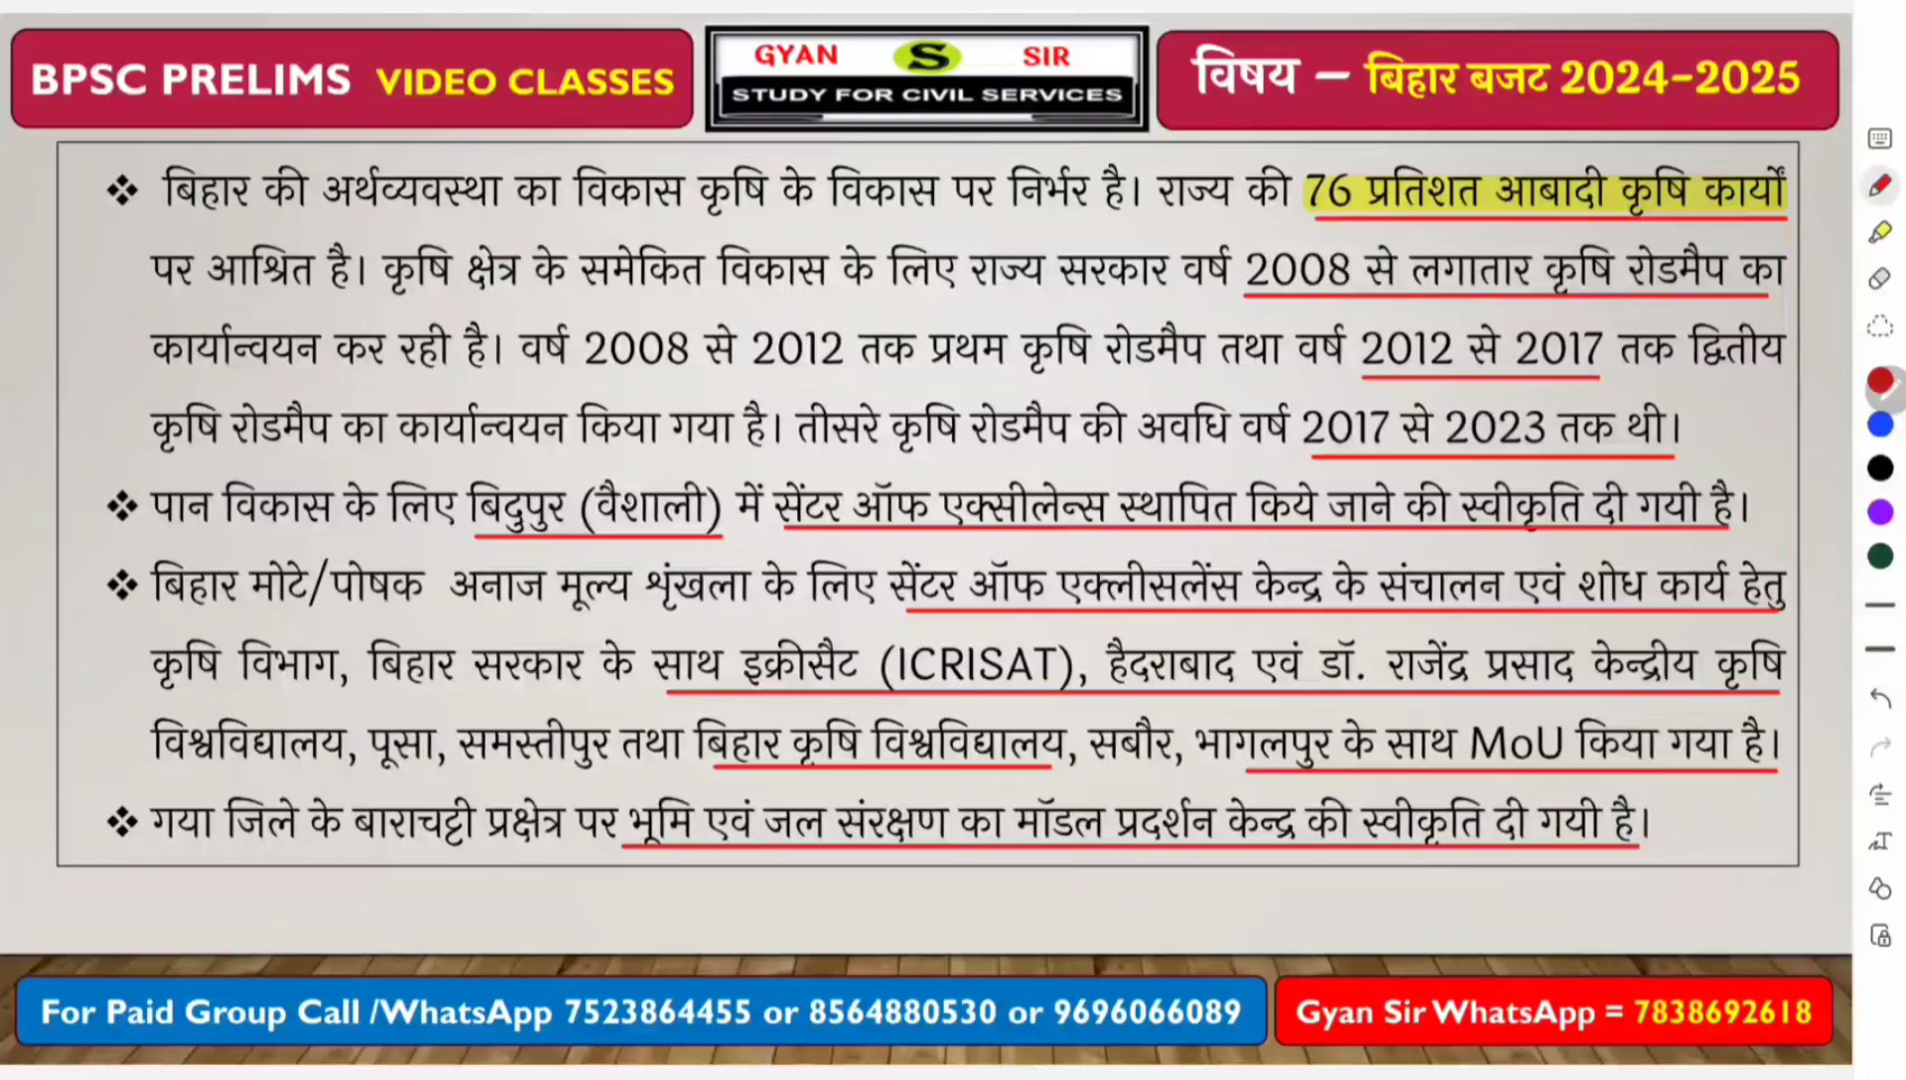 BPSC PRELIMS VIDEO CLASSES
GYAN S SIR
STUDY FOR CIVIL SERVICES
विषय – बिहार बजट 2024-2025
❖ बिहार की अर्थव्यवस्था का विकास कृषि के विकास पर निर्भर है। राज्य की 76 प्रतिशत आबादी कृषि कार्यों
पर आश्रित है। कृषि क्षेत्र के समेकित विकास के लिए राज्य सरकार वर्ष 2008 से लगातार कृषि रोडमैप का
कार्यान्वयन कर रही है। वर्ष 2008 से 2012 तक प्रथम कृषि रोडमैप तथा वर्ष 2012 से 2017 तक द्वितीय
कृषि रोडमैप का कार्यान्वयन किया गया है। तीसरे कृषि रोडमैप की अवधि वर्ष 2017 से 2023 तक थी।
❖ पान विकास के लिए बिदुपुर (वैशाली) में सेंटर ऑफ एक्सीलेन्स स्थापित किये जाने की स्वीकृति दी गयी है।
❖ बिहार मोटे/पोषक अनाज मूल्य शृंखला के लिए सेंटर ऑफ एक्लीसलेंस केन्द्र के संचालन एवं शोध कार्य हेतु
कृषि विभाग, बिहार सरकार के साथ इक्रीसैट (ICRISAT), हैदराबाद एवं डॉ. राजेंद्र प्रसाद केन्द्रीय कृषि
विश्वविद्यालय, पूसा, समस्तीपुर तथा बिहार कृषि विश्वविद्यालय, सबौर, भागलपुर के साथ MoU किया गया है।
❖ गया जिले के बाराचट्टी प्रक्षेत्र पर भूमि एवं जल संरक्षण का मॉडल प्रदर्शन केन्द्र की स्वीकृति दी गयी है।
For Paid Group Call /WhatsApp 7523864455 or 8564880530 or 9696066089
Gyan Sir WhatsApp = 7838692618